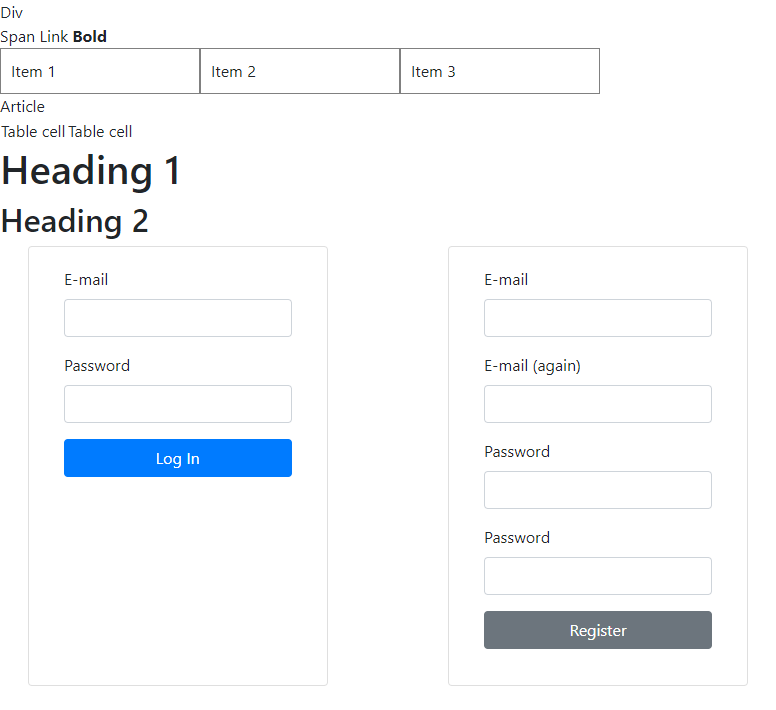 Div
Span Link Bold
Item 1 Item 2 Item 3
Article
Table cell Table cell
Heading 1
Heading 2
E-mail
Password
Log In
E-mail
E-mail (again)
Password
Password
Register